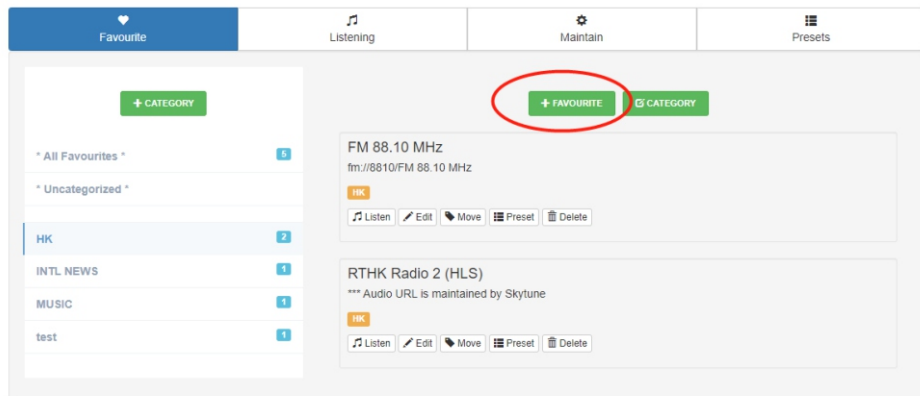 Favourite
Listening
Maintain
Presets
+ CATEGORY
* All Favourites *
5
* Uncategorized *
HK
2
INTL NEWS
1
MUSIC
1
test
1
+ FAVOURITE
CATEGORY
FM 88.10 MHz
fm://8810/FM 88.10 MHz
HK
Listen Edit Move Preset Delete
RTHK Radio 2 (HLS)
*** Audio URL is maintained by Skytune
HK
Listen Edit Move Preset Delete